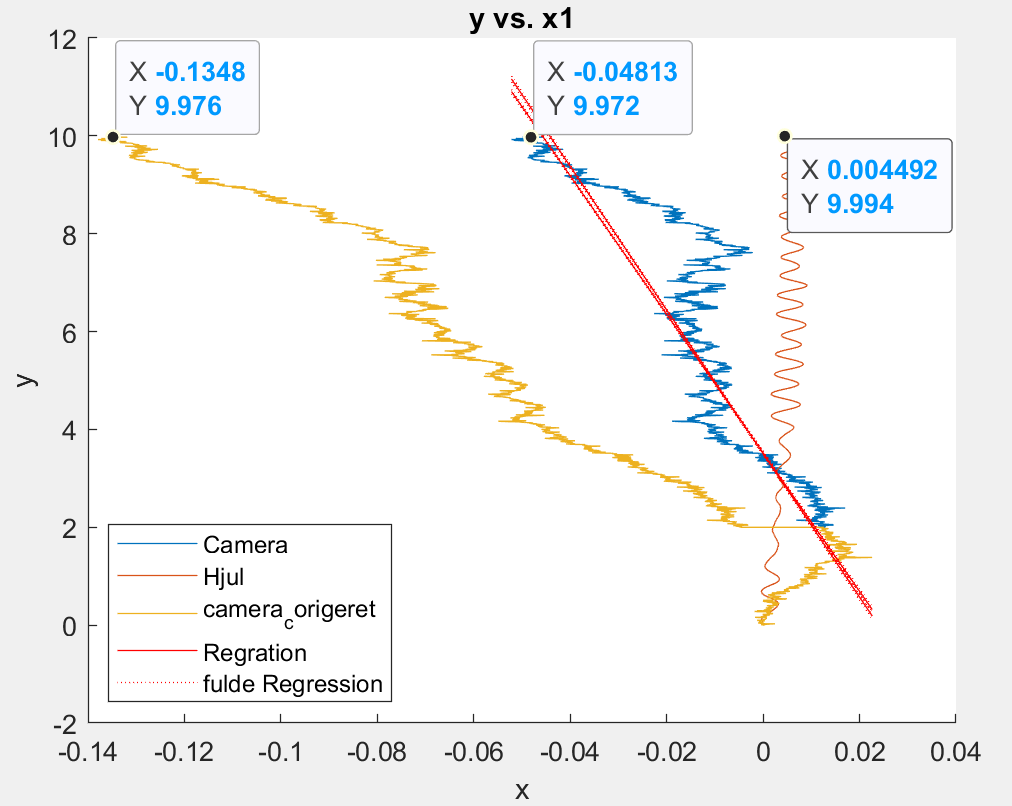 y vs. x1
12
10
8
6
4
2
0
-2
y
X -0.1348
Y 9.976
X -0.04813
Y 9.972
X 0.004492
Y 9.994
Camera
Hjul
camera_corigeret
Regration
fulde Regression
-0.14 -0.12 -0.1 -0.08 -0.06 -0.04 -0.02 0 0.02 0.04
x